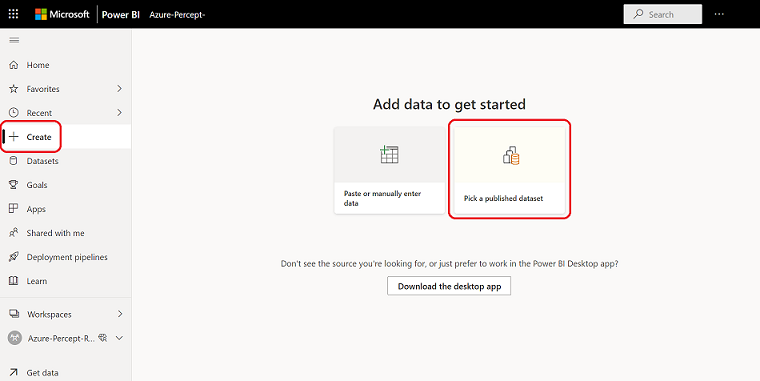 Microsoft Power BI Azure-Percept- Search ...
Home
Favorites
Recent
Create
Datasets
Goals
Apps
Shared with me
Deployment pipelines
Learn
Workspaces
Azure-Percept-R...
Get data
Add data to get started
Paste or manually enter
data
Pick a published dataset
Don't see the source you're looking for, or just prefer to work in the Power BI Desktop app?
Download the desktop app